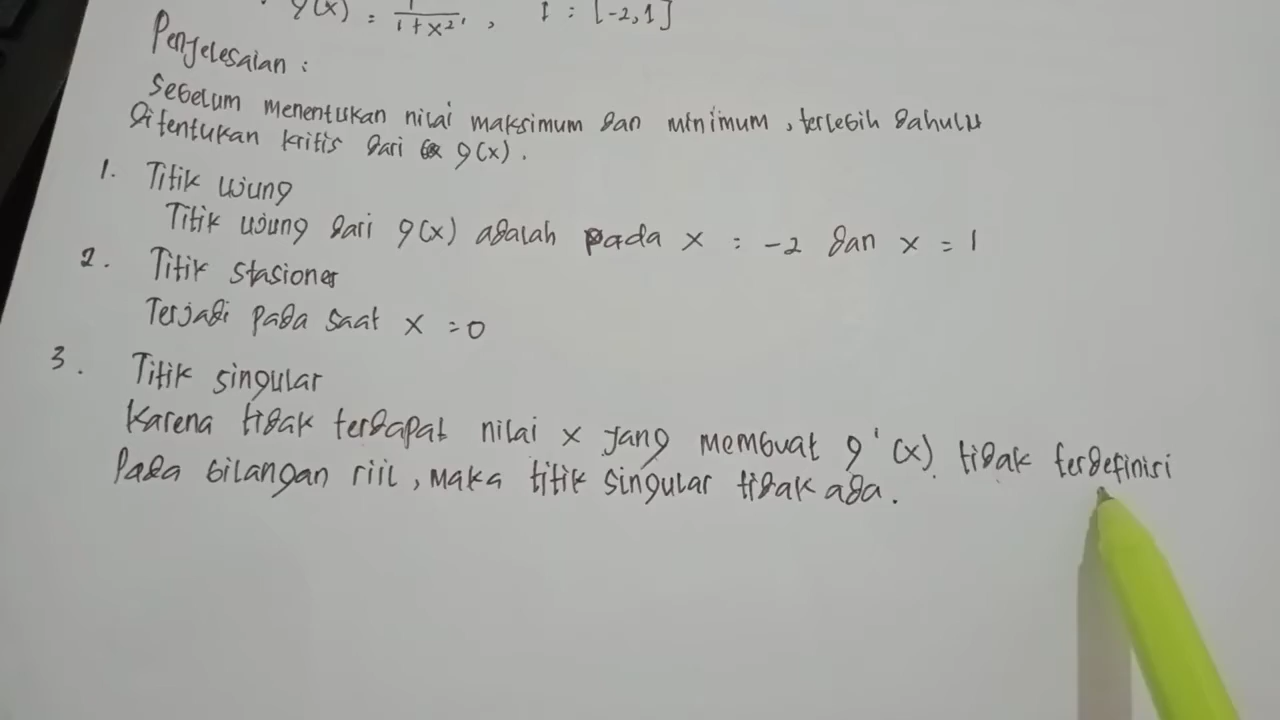 g(x) = 1/(1+x²), I : [-2,1]
Penyelesaian :
Sebelum menentukan nilai maksimum dan minimum, terlebih dahulu
ditentukan kritis dari g(x).
1. Titik ujung
Titik ujung dari g(x) adalah pada x = -2 dan x = 1
2. Titik stasioner
Terjadi pada saat x = 0
3. Titik singular
Karena tidak terdapat nilai x yang membuat g'(x) tidak terdefinisi
Pada bilangan riil, maka titik singular tidak ada.